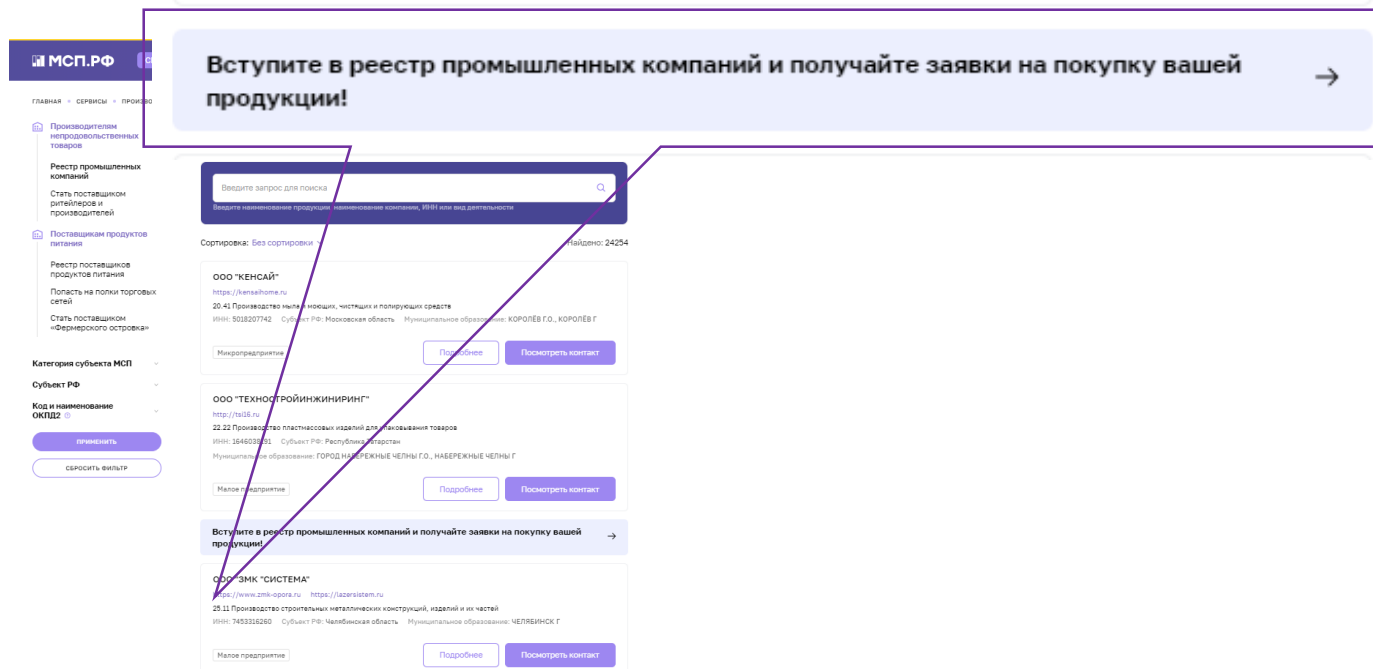 Вступите в реестр промышленных компаний и получайте заявки на покупку вашей
продукции!
МСП.РФ
ГЛАВНАЯ
СЕРВИСЫ
Производителям
непродовольственных
товаров
Реестр промышленных
компаний
Стать поставщиком
ритейлеров и
производителей
Поставщикам продуктов
питания
Реестр поставщиков
продуктов питания
Попасть на полки торговых
сетей
Стать поставщиком
«Фермерского островка»
Категория субъекта МСП
Субъект РФ
Код и наименование
ОКПД2
ПРИМЕНИТЬ
СБРОСИТЬ ФИЛЬТР
Введите запрос для поиска
Введите наименование продукции, наименование компании, ИНН или вид деятельности
Сортировка: Без сортировки
Найдено: 24254
ООО "КЕНСАЙ"
https://kensaihome.ru
20.41 Производство мыла и моющих, чистящих и полирующих средств
ИНН: 5018207742 Субъект РФ: Московская область Муниципальное образование: КОРОЛЁВ Г.О., КОРОЛЁВ Г
Микропредприятие
Подробнее
Посмотреть контакт
ООО "ТЕХНОСТРОЙИНЖИНИРИНГ"
http://tsi16.ru
22.22 Производство пластмассовых изделий для упаковывания товаров
ИНН: Субъект РФ: Республика Татарстан
Муниципальное образование: ГОРОД НАБЕРЕЖНЫЕ ЧЕЛНЫ Г.О., НАБЕРЕЖНЫЕ ЧЕЛНЫ Г
Малое предприятие
Подробнее
Посмотреть контакт
Вступите в реестр промышленных компаний и получайте заявки на покупку вашей
продукции!
ООО "ЗМК "СИСТЕМА"
https://www.zmk-opora.ru https://lazersistem.ru
25.11 Производство строительных металлических конструкций, изделий и их частей
ИНН: 7453316260 Субъект РФ: Челябинская область Муниципальное образование: ЧЕЛЯБИНСК Г
Малое предприятие
Подробнее
Посмотреть контакт